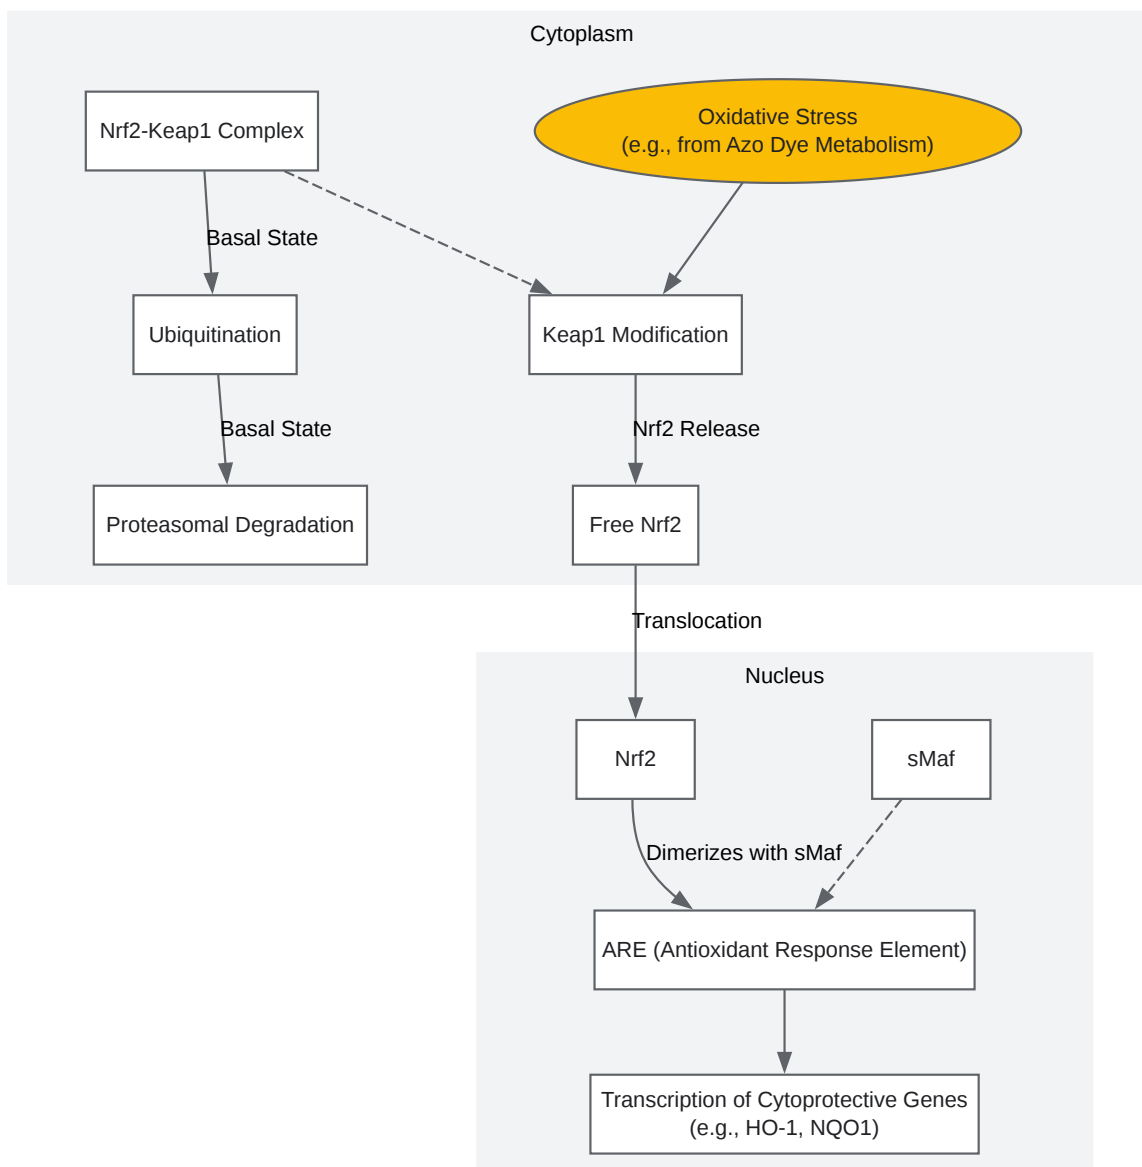 Cytoplasm
Nrf2-Keap1 Complex
Oxidative Stress
(e.g., from Azo Dye Metabolism)
Basal State
Ubiquitination
Keap1 Modification
Basal State
Nrf2 Release
Proteasomal Degradation
Free Nrf2
Translocation
Nucleus
Nrf2
sMaf
Dimerizes with sMaf
ARE (Antioxidant Response Element)
Transcription of Cytoprotective Genes
(e.g., HO-1, NQO1)